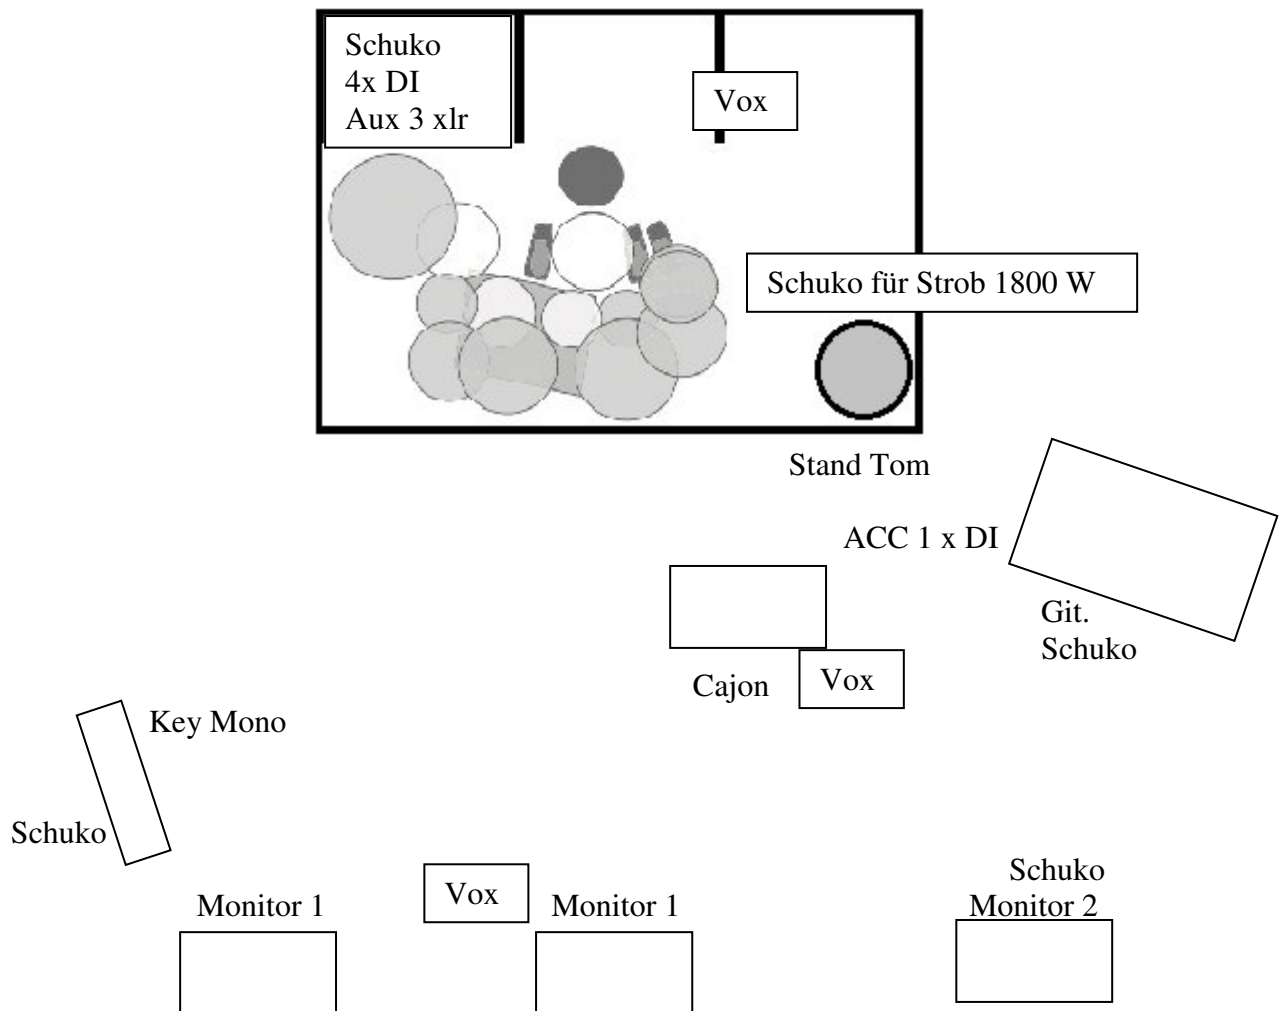 Schuko
4x DI
Aux 3 xlr
Vox
Schuko für Strob 1800 W
Stand Tom
ACC 1 x DI
Git.
Schuko
Cajon
Vox
Key Mono
Schuko
Vox
Monitor 1
Monitor 1
Schuko
Monitor 2